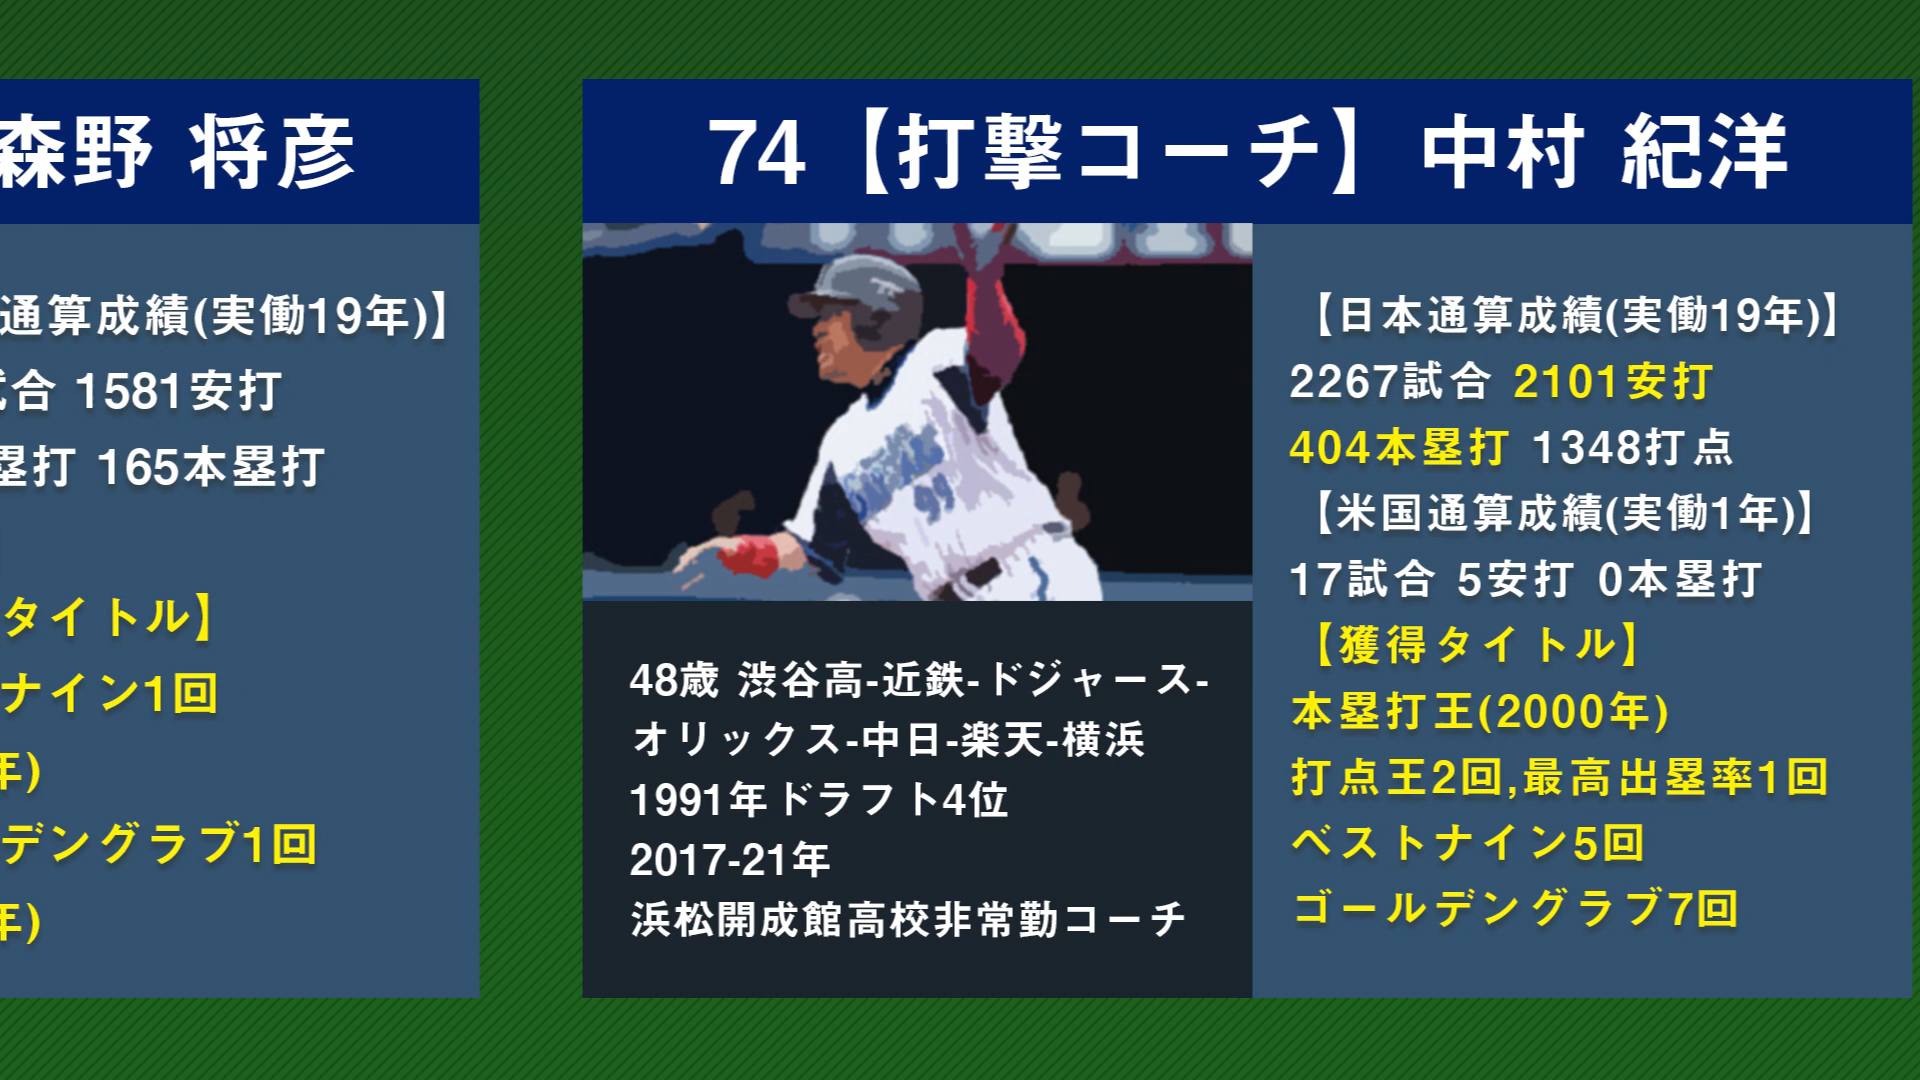 森野 将彦
通算成績(実働19年)】
試合 1581安打
塁打 165本塁打
タイトル】
ナイン1回
年)
デングラブ1回
年)
74【打撃コーチ】中村 紀洋
48歳 渋谷高-近鉄-ドジャース-
オリックス-中日-楽天-横浜
1991年ドラフト4位
2017-21年
浜松開成館高校非常勤コーチ
【日本通算成績(実働19年)】
2267試合 2101安打
404本塁打 1348打点
【米国通算成績(実働1年)】
17試合 5安打 0本塁打
【獲得タイトル】
本塁打王(2000年)
打点王2回,最高出塁率1回
ベストナイン5回
ゴールデングラブ7回